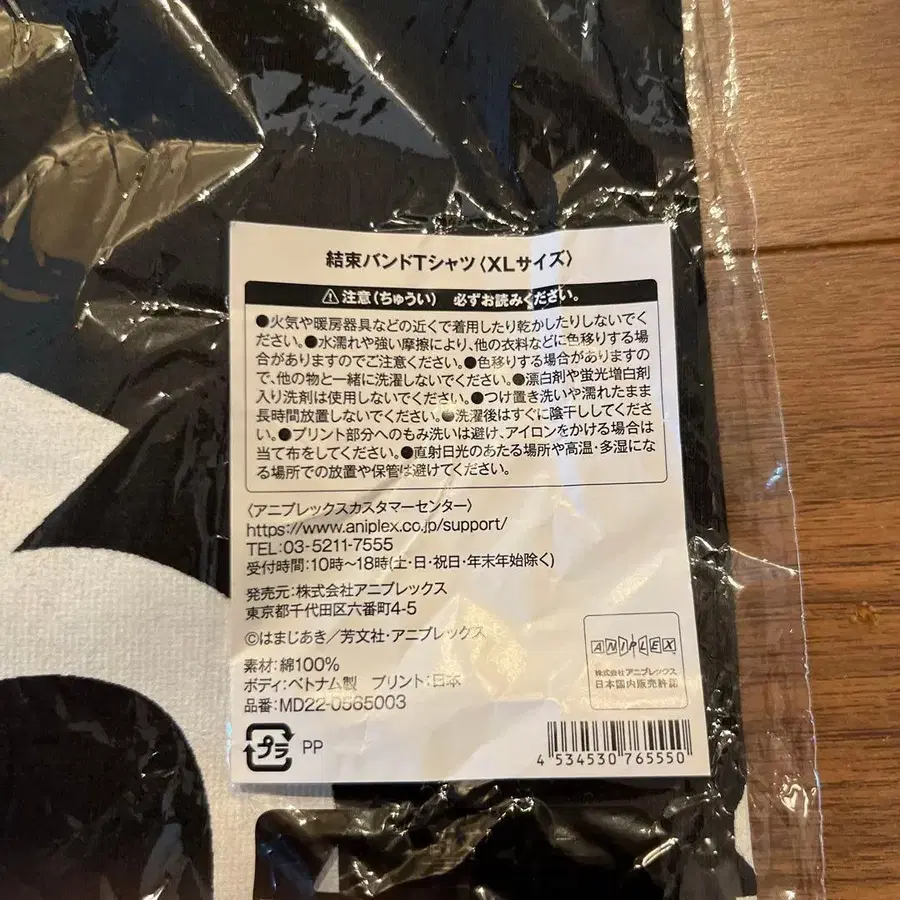 結束バンドTシャツ〈XLサイズ〉
⚠注意(ちゅうい) 必ずお読みください。
●火気や暖房器具などの近くで着用したり乾かしたりしないでく
ださい。●水濡れや強い摩擦により、他の衣料などに色移りする場
合がありますのでご注意ください。●色移りする場合がありますの
で、他の物と一緒に洗濯しないでください。●漂白剤や蛍光増白剤
入り洗剤は使用しないでください。●つけ置き洗いや濡れたまま
長時間放置しないでください。●洗濯後はすぐに陰干ししてくださ
い。●プリント部分へのもみ洗いは避け、アイロンをかける場合は
当て布をしてください。●直射日光のあたる場所や高温・多湿にな
る場所での放置や保管は避けてください。
〈アニプレックスカスタマーセンター〉
https://www.aniplex.co.jp/support/
TEL:03-5211-7555
受付時間:10時〜18時(土・日・祝日・年末年始除く)
発売元:株式会社アニプレックス
東京都千代田区六番町4-5
©はまじあき/芳文社・アニプレックス
素材:綿100%
ボディ:ベトナム製 プリント:日本
品番:MD22-0565003
プラ PP
ANIPLEX
株式会社アニプレックス
日本国内販売許諾
4 534530 765550